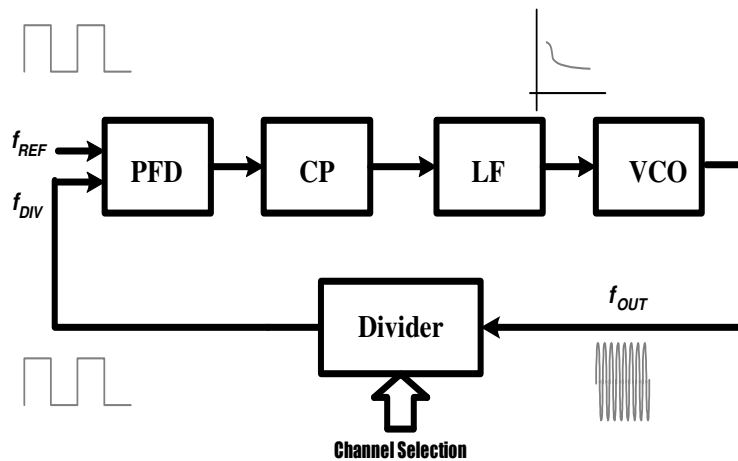 f_REF
f_DIV
PFD
CP
LF
VCO
Divider
f_OUT
Channel Selection